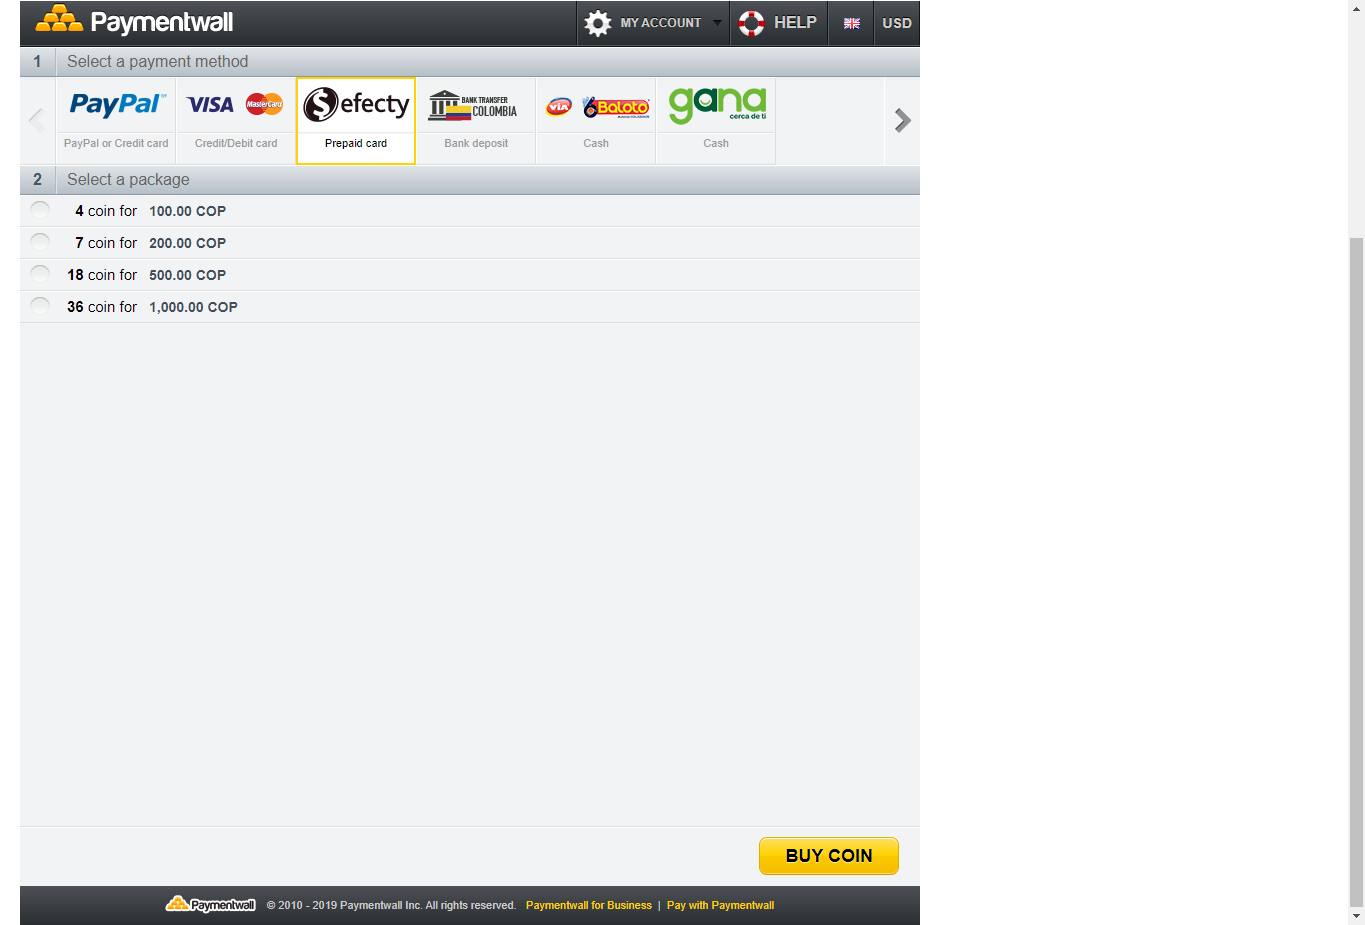 Paymentwall
MY ACCOUNT
HELP
USD
1 Select a payment method
PayPal
VISA MasterCard
efecty
BANK TRANSFER
COLOMBIA
VIA Baloto
gana
cerca de ti
PayPal or Credit card
Credit/Debit card
Prepaid card
Bank deposit
Cash
Cash
2 Select a package
4 coin for 100.00 COP
7 coin for 200.00 COP
18 coin for 500.00 COP
36 coin for 1,000.00 COP
BUY COIN
Paymentwall © 2010 - 2019 Paymentwall Inc. All rights reserved. Paymentwall for Business | Pay with Paymentwall